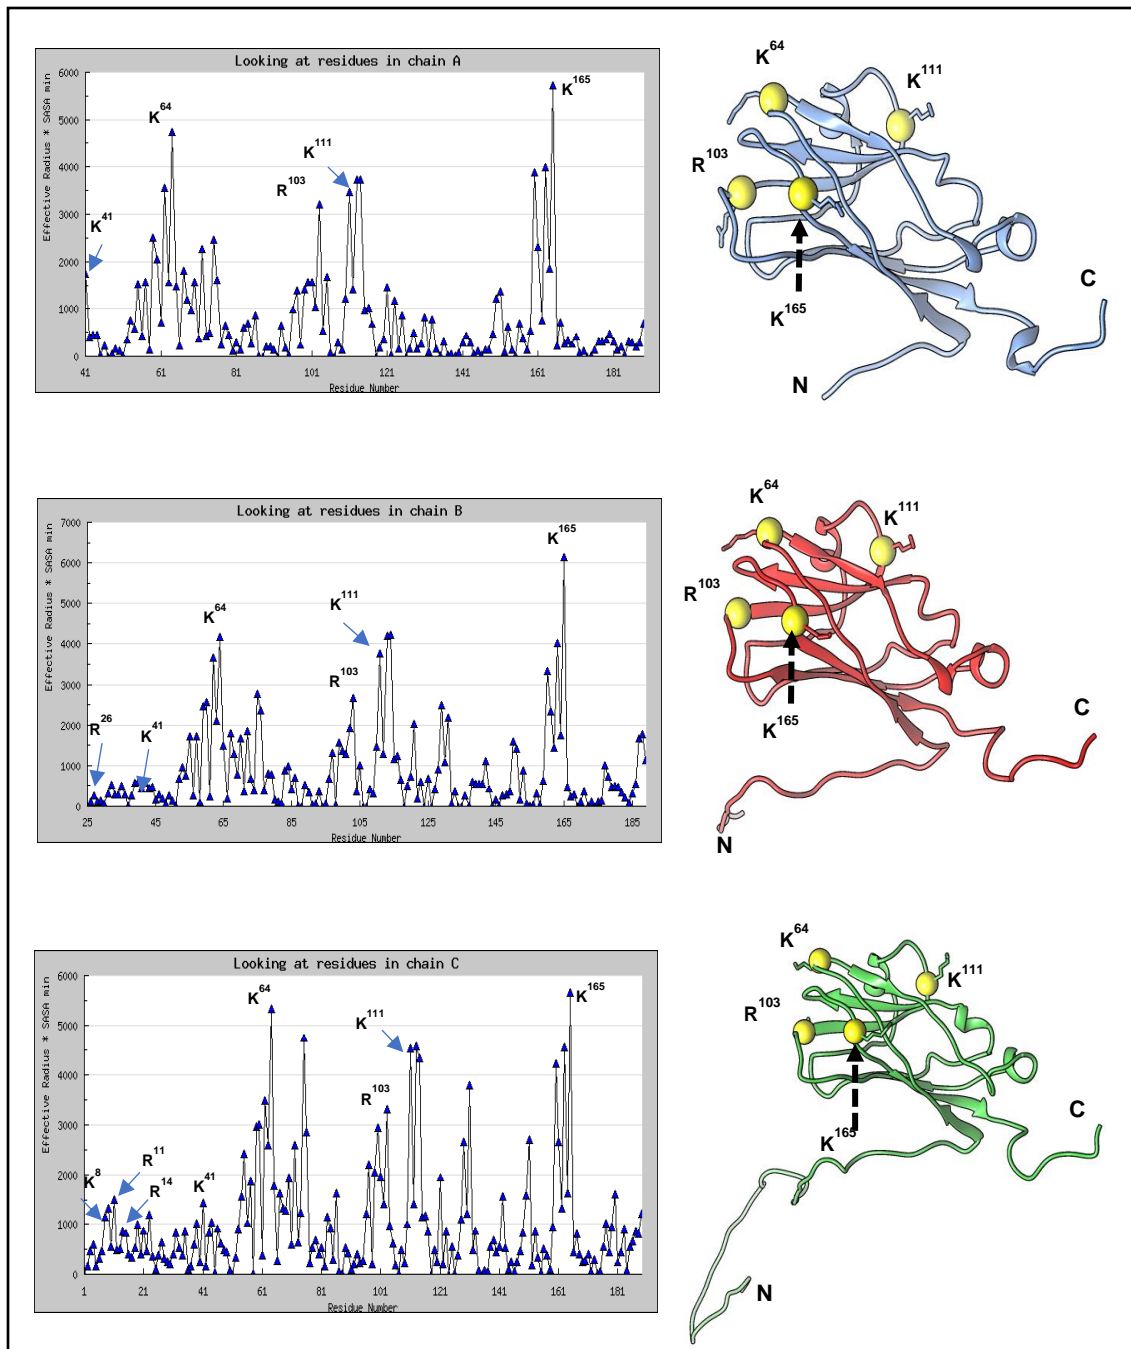 Looking at residues in chain A
Effective Radius * SASA min
6000
5000
4000
3000
2000
1000
0
41 61 81 101 121 141 161 181
Residue Number
K41
K64
R103
K111
K165
K64
K111
R103
K165
N
C
Looking at residues in chain B
Effective Radius * SASA min
7000
6000
5000
4000
3000
2000
1000
0
25 45 65 85 105 125 145 165 185
Residue Number
R26
K41
K64
R103
K111
K165
K64
K111
R103
K165
N
C
Looking at residues in chain C
Effective Radius * SASA min
6000
5000
4000
3000
2000
1000
0
1 21 41 61 81 101 121 141 161 181
Residue Number
K8
R11
R14
K41
K64
R103
K111
K165
K64
K111
R103
K165
N
C